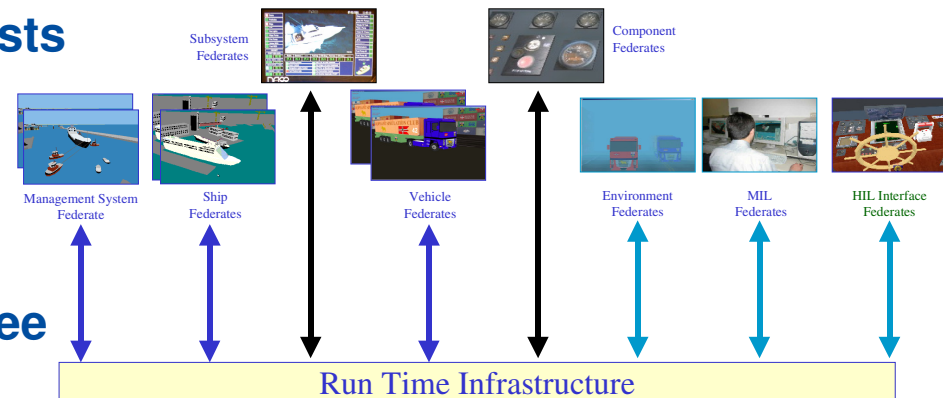 sts
Subsystem
Federates
Component
Federates
Management System
Federate
Ship
Federates
Vehicle
Federates
Environment
Federates
MIL
Federates
HIL Interface
Federates
ee
Run Time Infrastructure